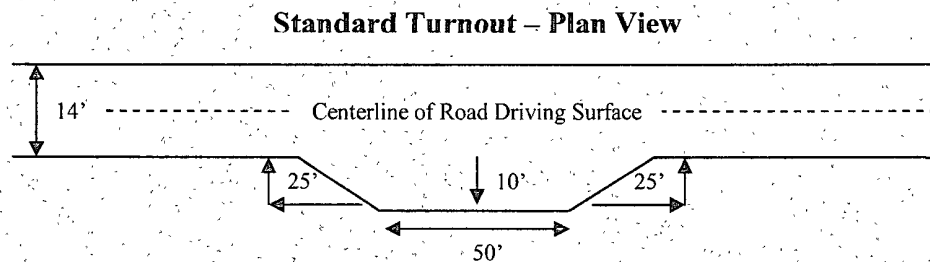 Standard Turnout – Plan View
14'
Centerline of Road Driving Surface
25'
10'
25'
50'